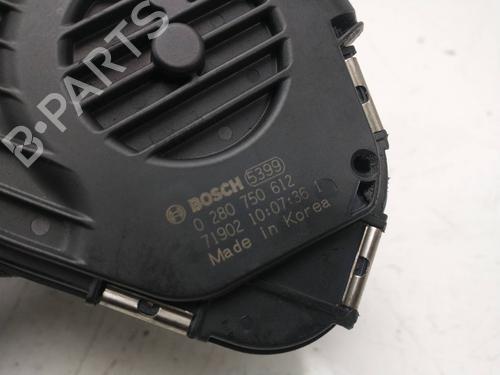 B-PARTS
BOSCH 5399
0 280 750 612
71902 10:07:36 1
Made in Korea